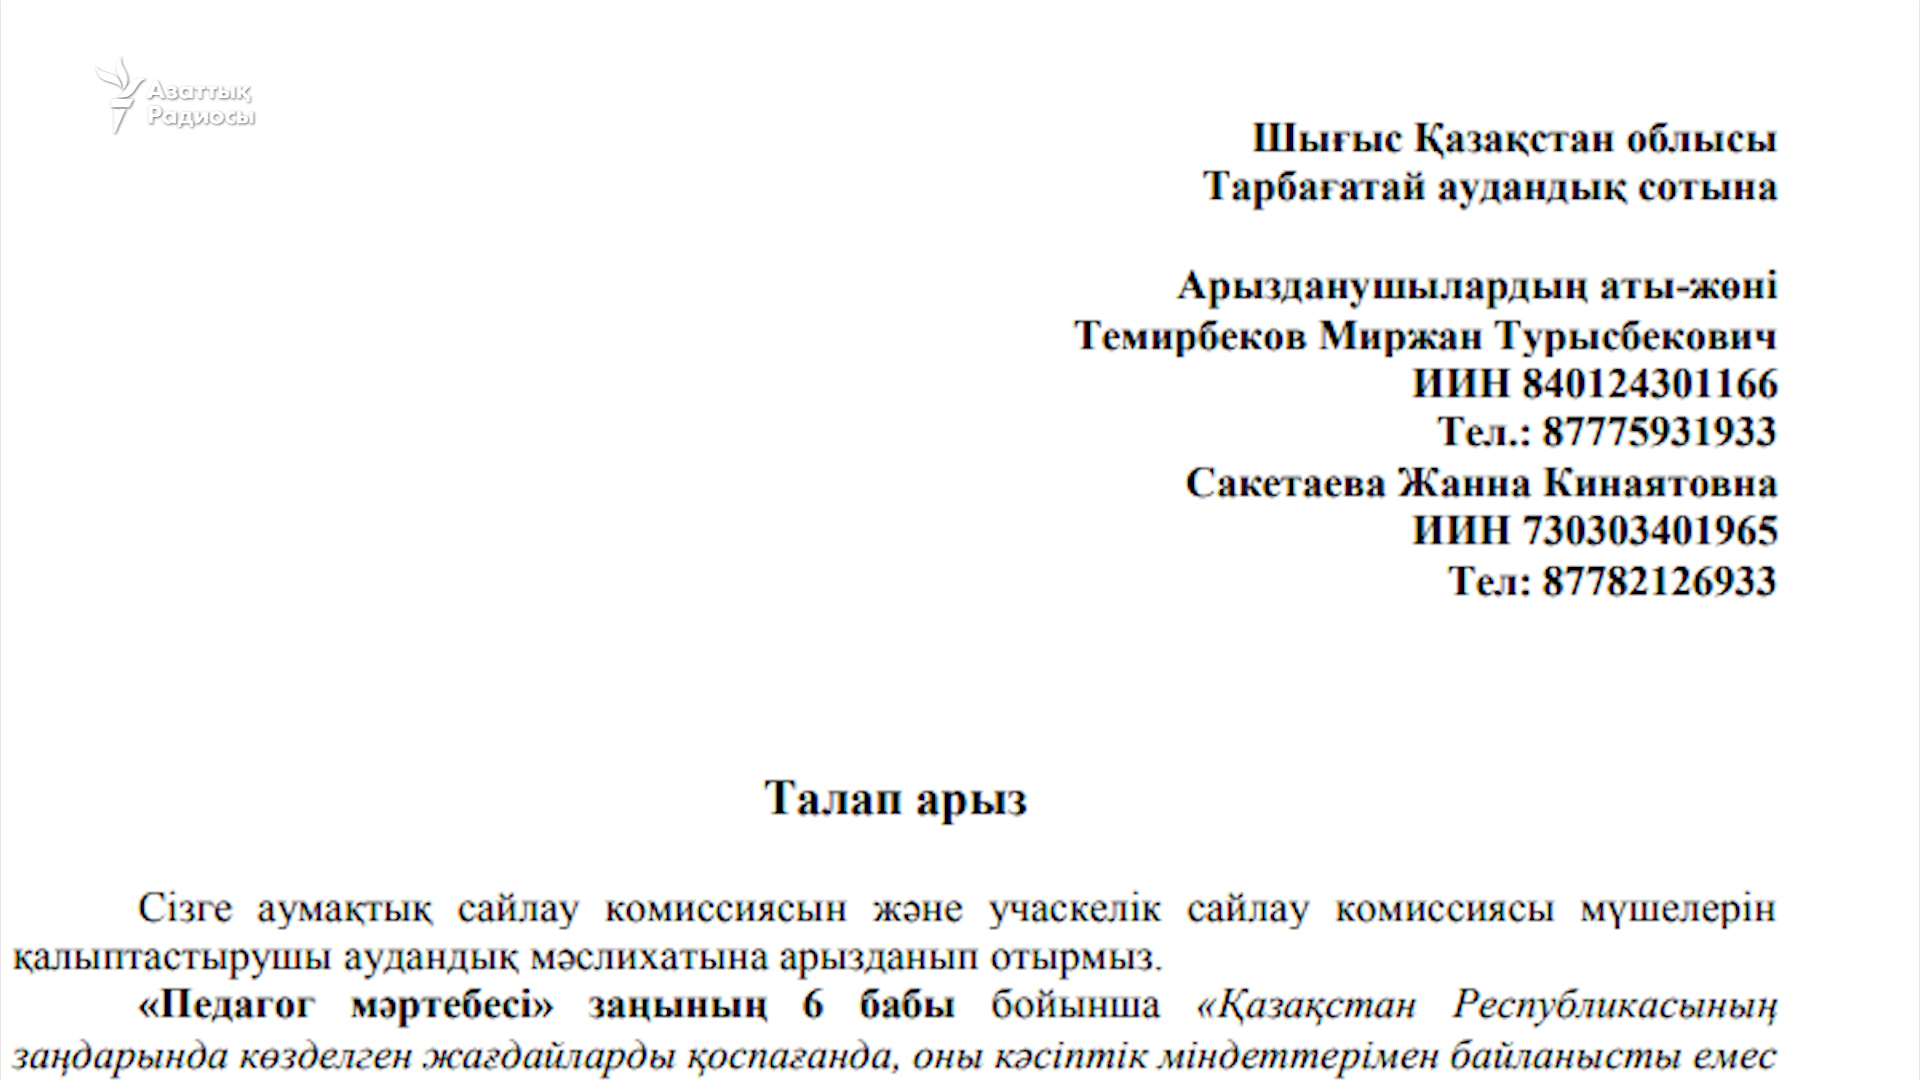 Азаттық
Радиосы
Шығыс Қазақстан облысы
Тарбағатай аудандық сотына
Арызданушылардың аты-жөні
Темирбеков Миржан Турысбекович
ИИН 840124301166
Тел.: 87775931933
Сакетаева Жанна Кинаятовна
ИИН 730303401965
Тел: 87782126933
Талап арыз
Сізге аумақтық сайлау комиссиясын және учаскелік сайлау комиссиясы мүшелерін
қалыптастырушы аудандық мәслихатына арызданып отырмыз.
«Педагог мәртебесі» заңының 6 бабы бойынша «Қазақстан Республикасының
заңдарында көзделген жағдайларды қоспағанда, оны кәсіптік міндеттерімен байланысты емес